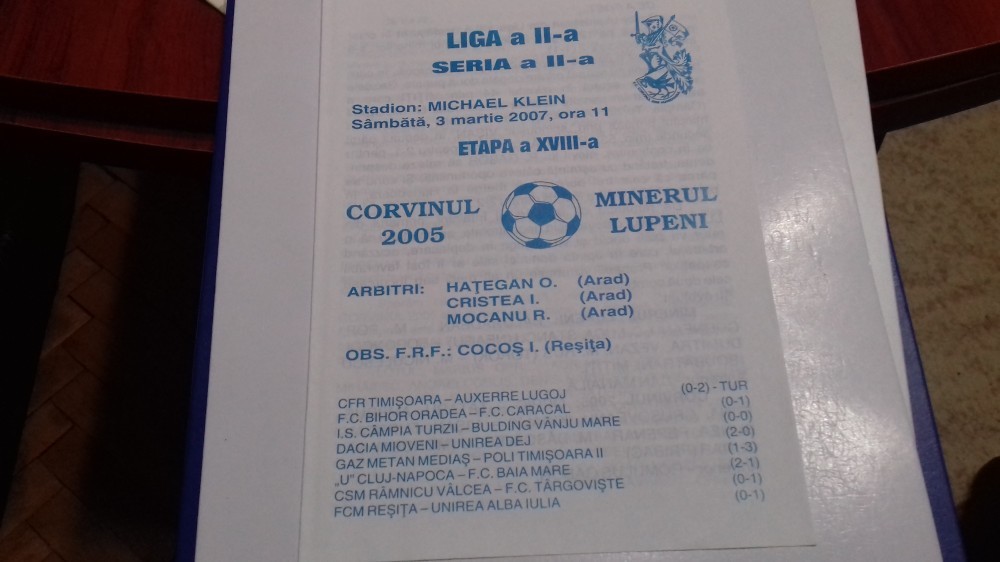 LIGA a II-a
SERIA a II-a
Stadion: MICHAEL KLEIN
Sâmbătă, 3 martie 2007, ora 11
ETAPA a XVIII-a
CORVINUL 2005
MINERUL LUPENI
ARBITRI: HAŢEGAN O. (Arad)
CRISTEA I. (Arad)
MOCANU R. (Arad)
OBS. F.R.F.: COCOŞ I. (Reşiţa)
CFR TIMIŞOARA – AUXERRE LUGOJ (0-2) - TUR
F.C. BIHOR ORADEA – F.C. CARACAL (0-1)
I.S. CÂMPIA TURZII – BULDING VÂNJU MARE (0-0)
DACIA MIOVENI – UNIREA DEJ (2-0)
GAZ METAN MEDIAŞ – POLI TIMIŞOARA II (1-3)
„U" CLUJ-NAPOCA – F.C. BAIA MARE (2-1)
CSM RÂMNICU VÂLCEA – F.C. TÂRGOVIŞTE (0-1)
FCM REŞIŢA – UNIREA ALBA IULIA (0-1)